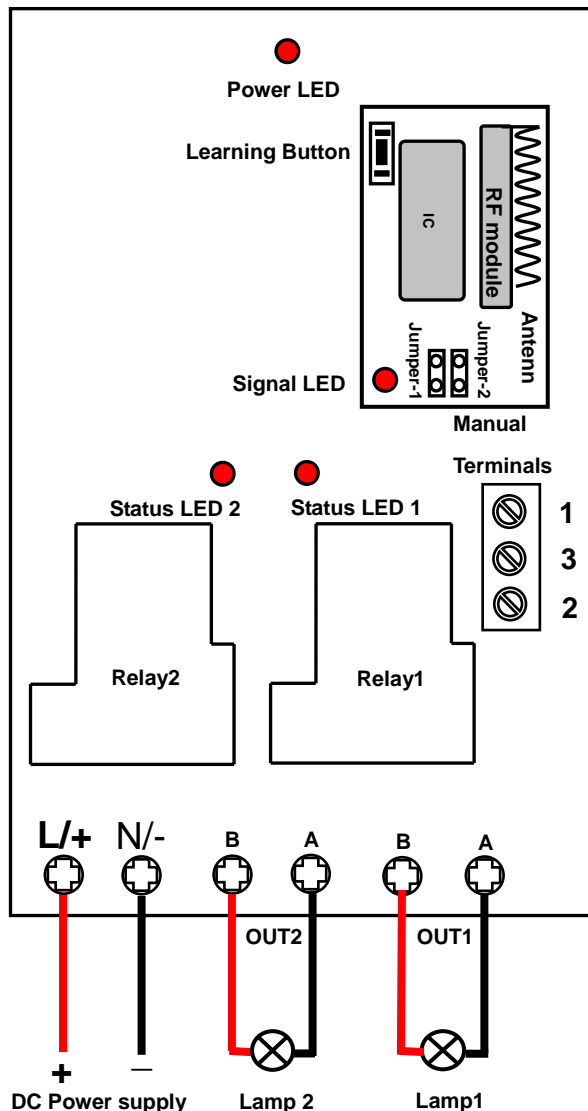 Power LED
Learning Button
IC
RF module
Antenn
Jumper-1
Jumper-2
Signal LED
Manual
Terminals
1
3
2
Status LED 2
Status LED 1
Relay2
Relay1
L/+
N/-
B
A
B
A
OUT2
OUT1
+
−
DC Power supply
Lamp 2
Lamp1